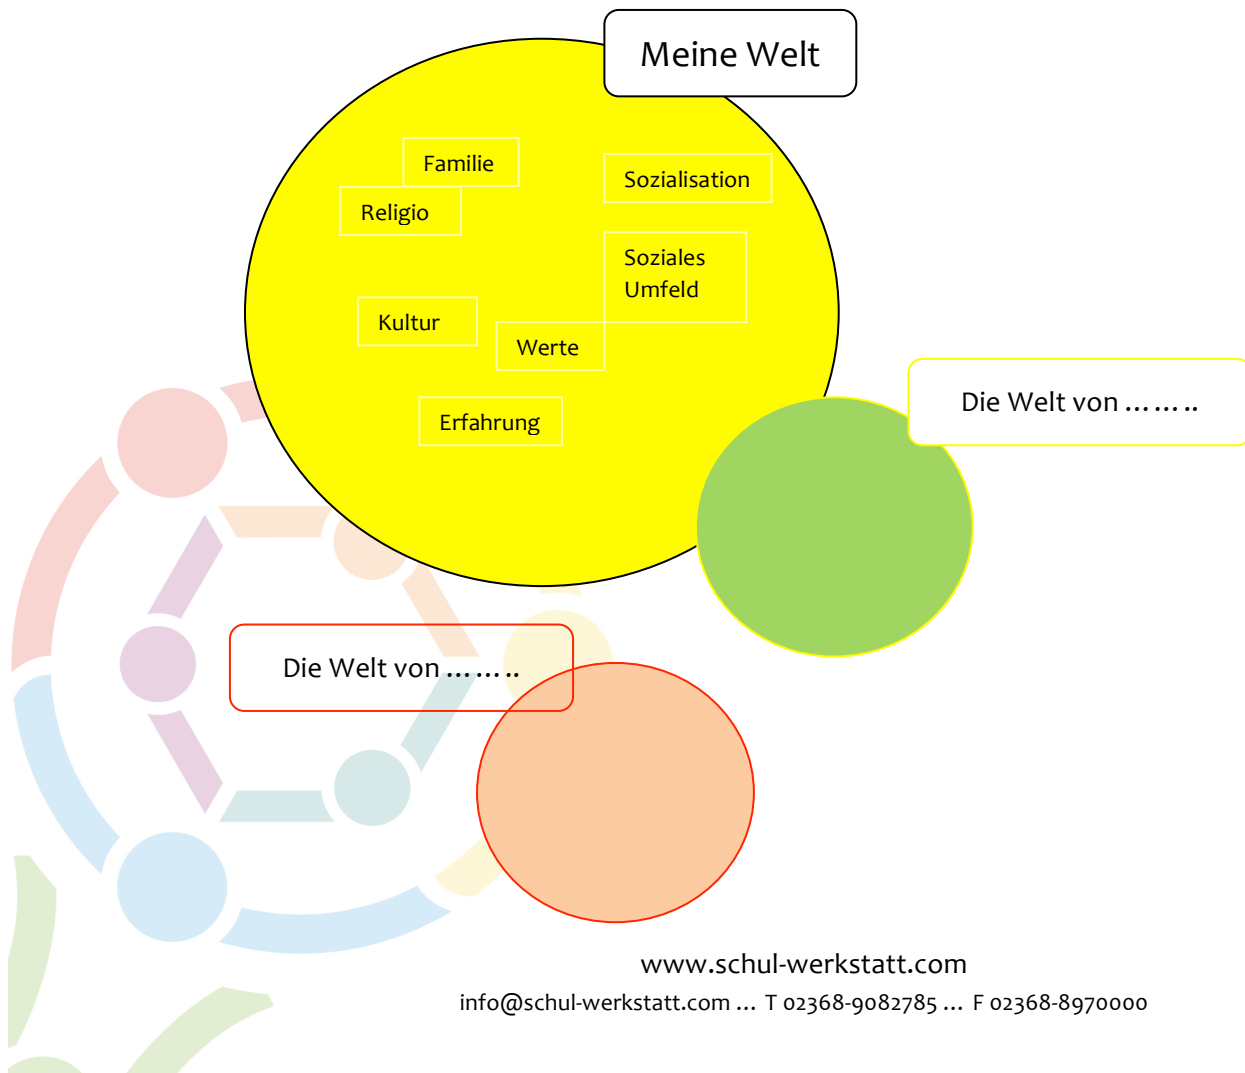 Meine Welt
Familie
Sozialisation
Religio
Soziales
Umfeld
Kultur
Werte
Erfahrung
Die Welt von ……..
Die Welt von ……..
www.schul-werkstatt.com
info@schul-werkstatt.com … T 02368-9082785 … F 02368-8970000